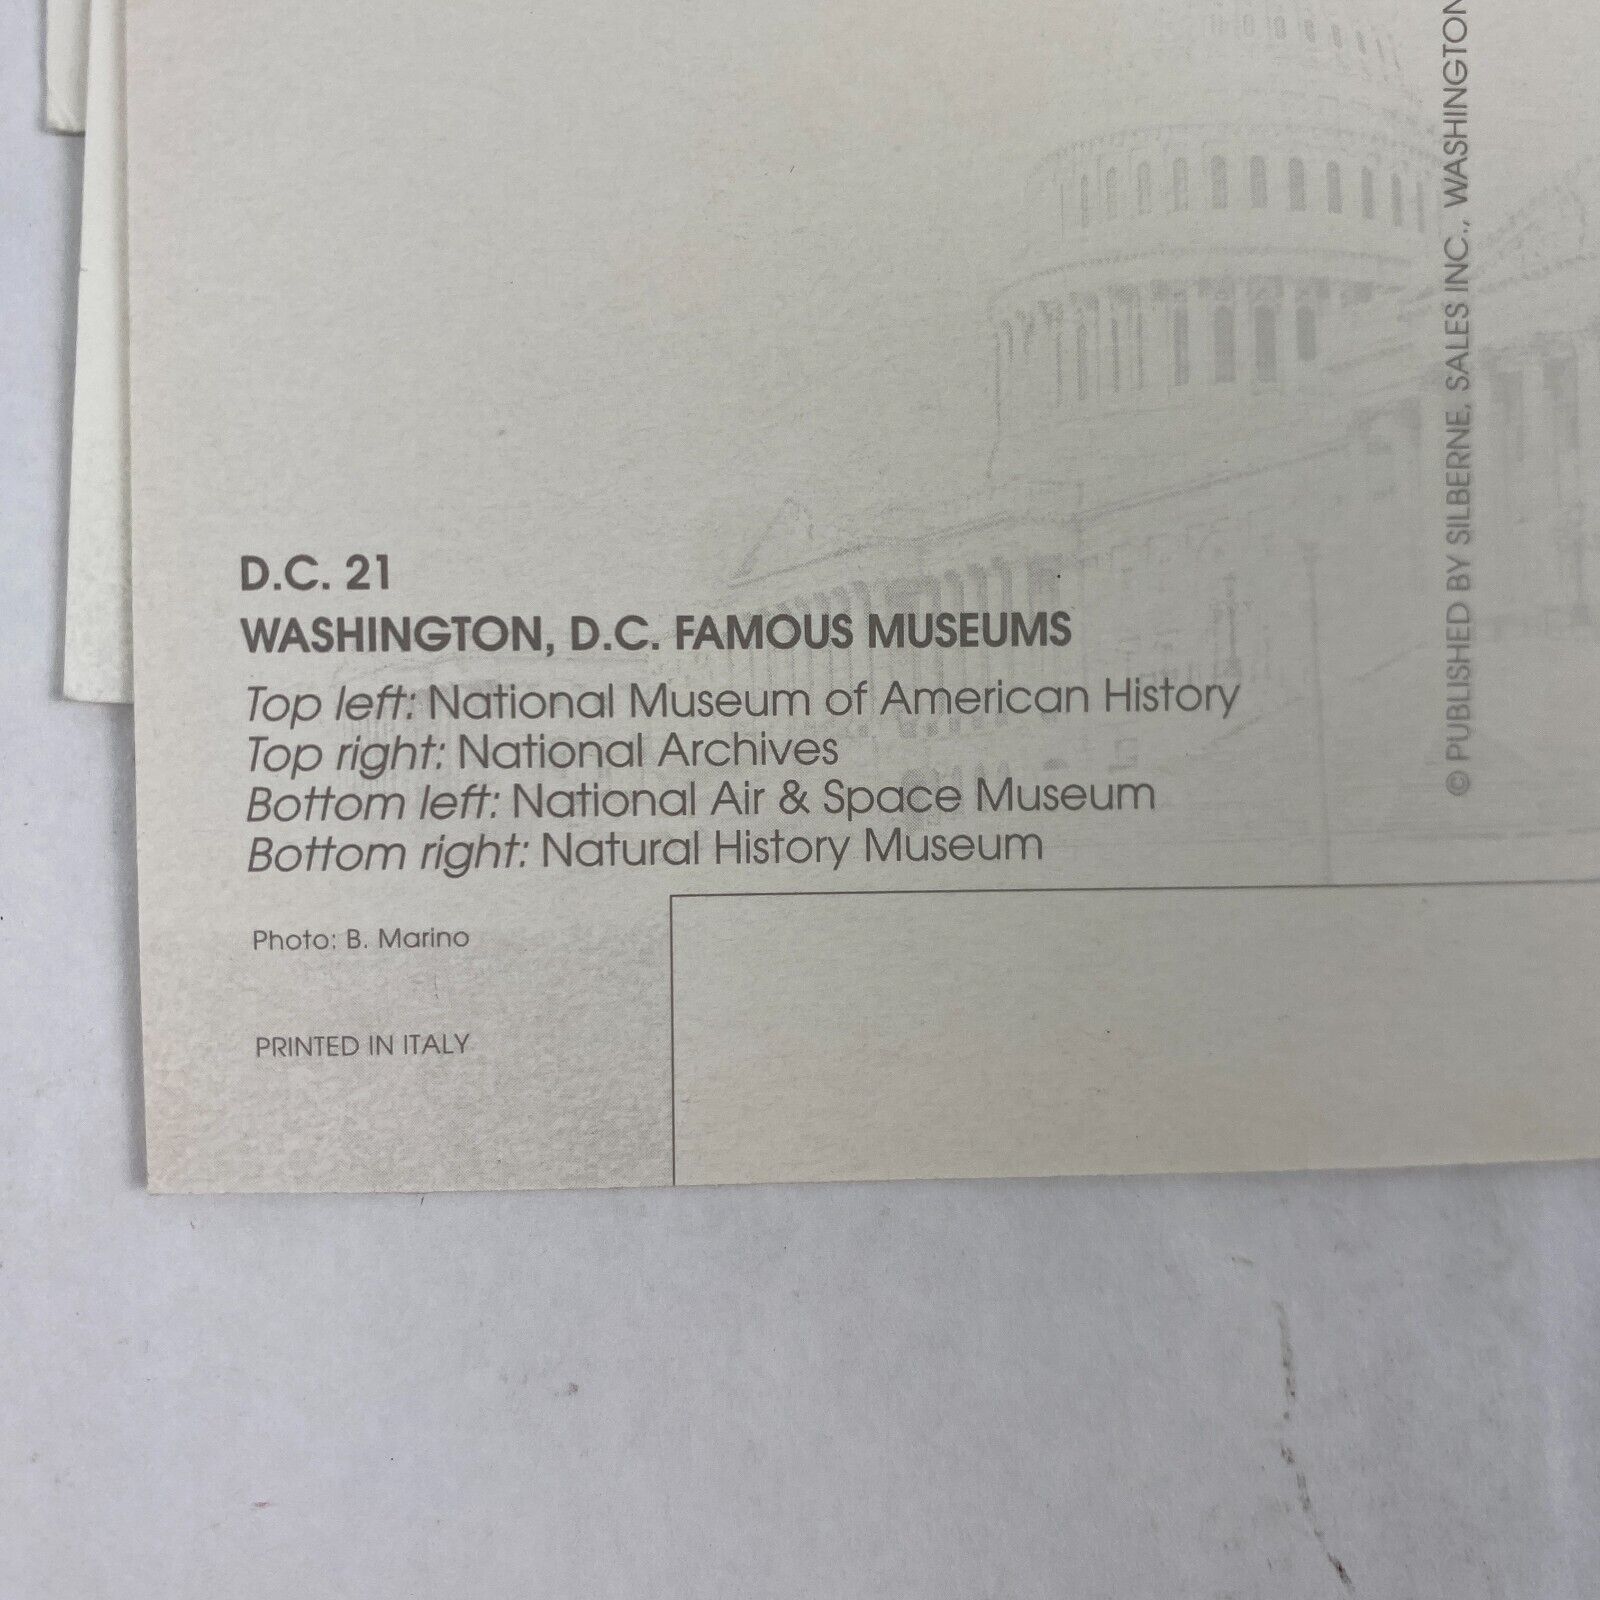 D.C. 21
WASHINGTON, D.C. FAMOUS MUSEUMS
Top left: National Museum of American History
Top right: National Archives
Bottom left: National Air & Space Museum
Bottom right: Natural History Museum
Photo: B. Marino
PRINTED IN ITALY
© PUBLISHED BY SILBERNE, SALES INC., WASHINGTON